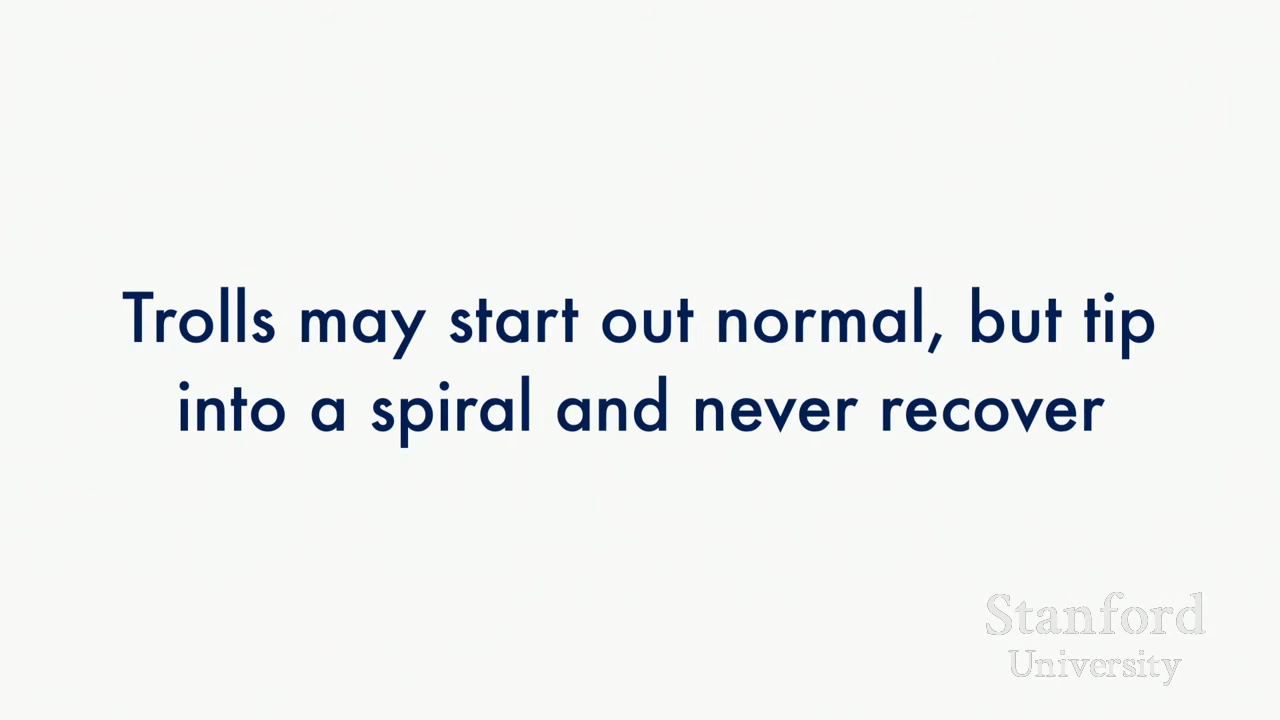 Trolls may start out normal, but tip
into a spiral and never recover
Stanford
University